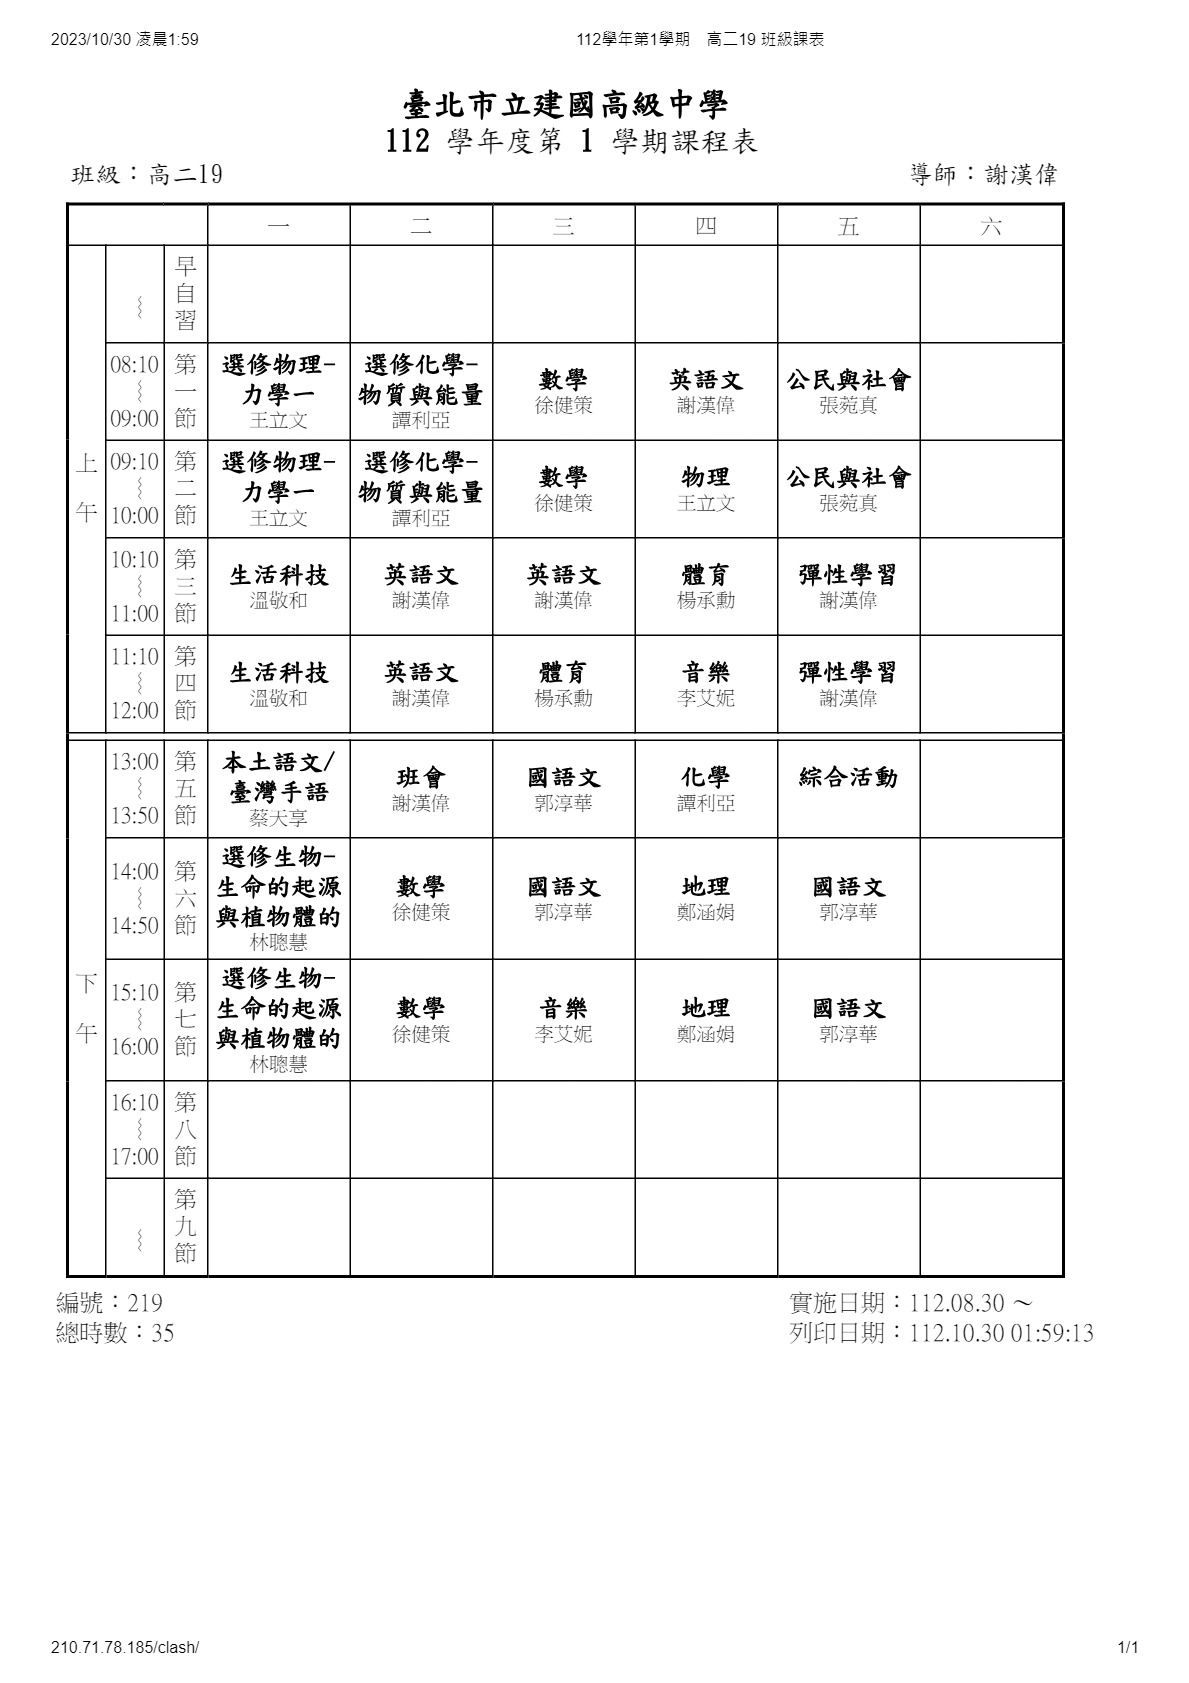 2023/10/30 凌晨1:59
112學年第1學期　高二19 班級課表
臺北市立建國高級中學
112 學年度第 1 學期課程表
班級：高二19
導師：謝漢偉
一 二 三 四 五 六
上午
～
早自習
08:10
～
09:00
第一節
選修物理-
力學一
王立文
選修化學-
物質與能量
譚利亞
數學
徐健策
英語文
謝漢偉
公民與社會
張菀真
09:10
～
10:00
第二節
選修物理-
力學一
王立文
選修化學-
物質與能量
譚利亞
數學
徐健策
物理
王立文
公民與社會
張菀真
10:10
～
11:00
第三節
生活科技
溫敬和
英語文
謝漢偉
英語文
謝漢偉
體育
楊承勳
彈性學習
謝漢偉
11:10
～
12:00
第四節
生活科技
溫敬和
英語文
謝漢偉
體育
楊承勳
音樂
李艾妮
彈性學習
謝漢偉
下午
13:00
～
13:50
第五節
本土語文/
臺灣手語
蔡天享
班會
謝漢偉
國語文
郭淳華
化學
譚利亞
綜合活動
14:00
～
14:50
第六節
選修生物-
生命的起源
與植物體的
林聰慧
數學
徐健策
國語文
郭淳華
地理
鄭涵娟
國語文
郭淳華
15:10
～
16:00
第七節
選修生物-
生命的起源
與植物體的
林聰慧
數學
徐健策
音樂
李艾妮
地理
鄭涵娟
國語文
郭淳華
16:10
～
17:00
第八節
～
第九節
編號：219
實施日期：112.08.30 ～
總時數：35
列印日期：112.10.30 01:59:13
210.71.78.185/clash/
1/1